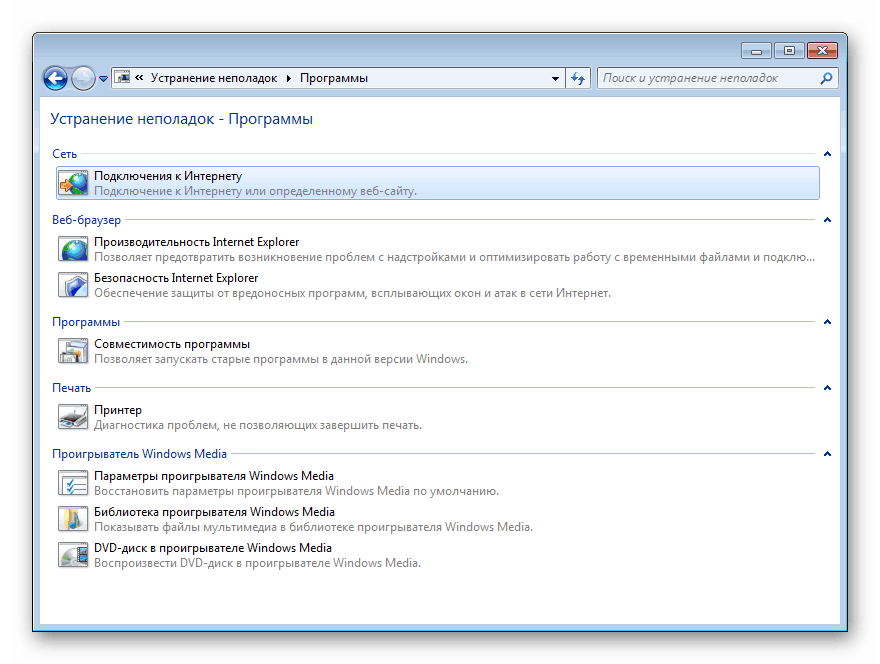 « Устранение неполадок Программы
Поиск и устранение неполадок
Устранение неполадок - Программы
Сеть
Подключения к Интернету
Подключение к Интернету или определенному веб-сайту.
Веб-браузер
Производительность Internet Explorer
Позволяет предотвратить возникновение проблем с надстройками и оптимизировать работу с временными файлами и подклю...
Безопасность Internet Explorer
Обеспечение защиты от вредоносных программ, всплывающих окон и атак в сети Интернет.
Программы
Совместимость программы
Позволяет запускать старые программы в данной версии Windows.
Печать
Принтер
Диагностика проблем, не позволяющих завершить печать.
Проигрыватель Windows Media
Параметры проигрывателя Windows Media
Восстановить параметры проигрывателя Windows Media по умолчанию.
Библиотека проигрывателя Windows Media
Показывать файлы мультимедиа в библиотеке проигрывателя Windows Media.
DVD-диск в проигрывателе Windows Media
Воспроизвести DVD-диск в проигрывателе Windows Media.